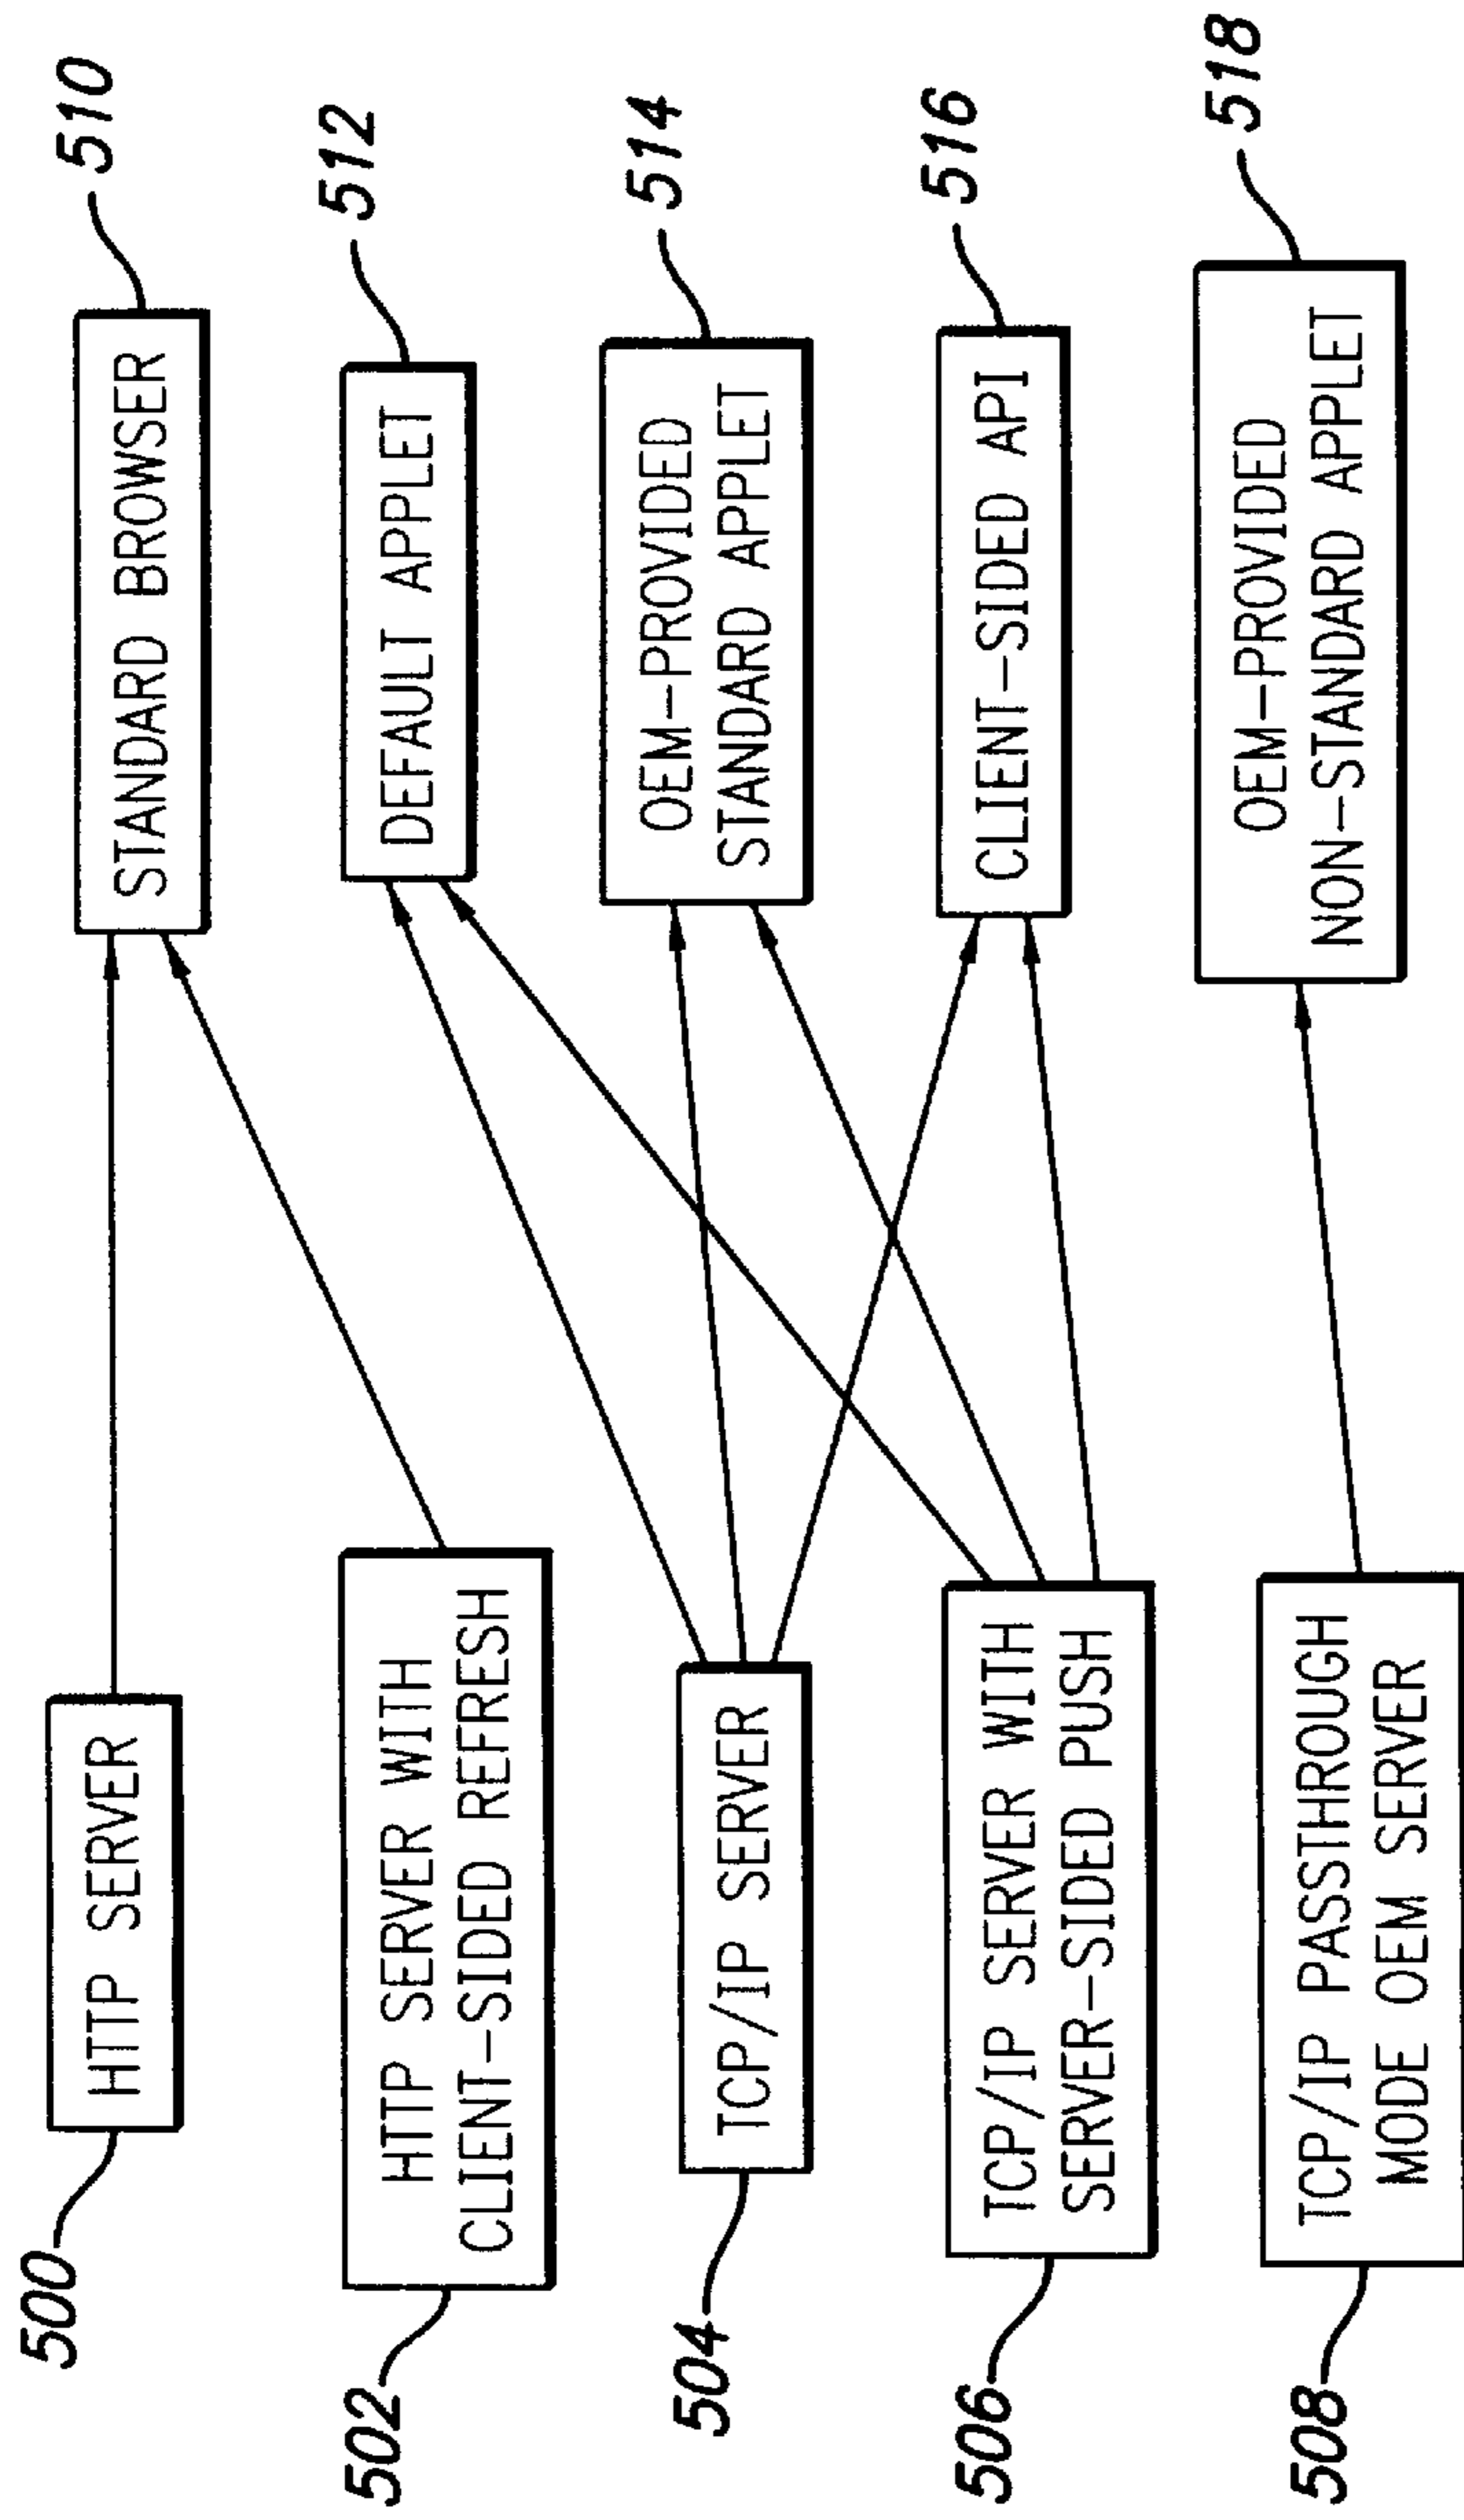 500
HTTP SERVER
510
STANDARD BROWSER
502
HTTP SERVER WITH
CLIENT-SIDED REFRESH
512
DEFAULT APPLET
504
TCP/IP SERVER
514
OEM-PROVIDED
STANDARD APPLET
506
TCP/IP SERVER WITH
SERVER-SIDED PUSH
516
CLIENT-SIDED API
508
TCP/IP PASSTHROUGH
MODE OEM SERVER
518
OEM-PROVIDED
NON-STANDARD APPLET